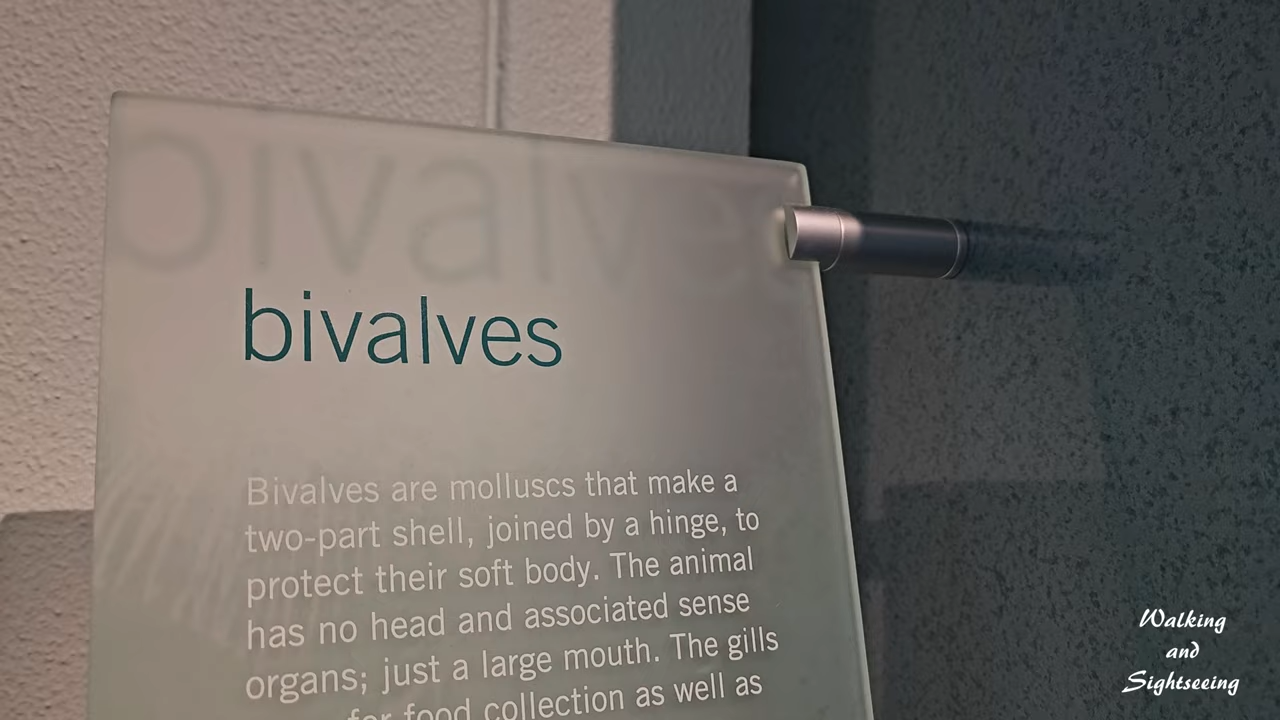 bivalves
bivalves
Bivalves are molluscs that make a
two-part shell, joined by a hinge, to
protect their soft body. The animal
has no head and associated sense
organs; just a large mouth. The gills
for food collection as well as
Walking
and
Sightseeing